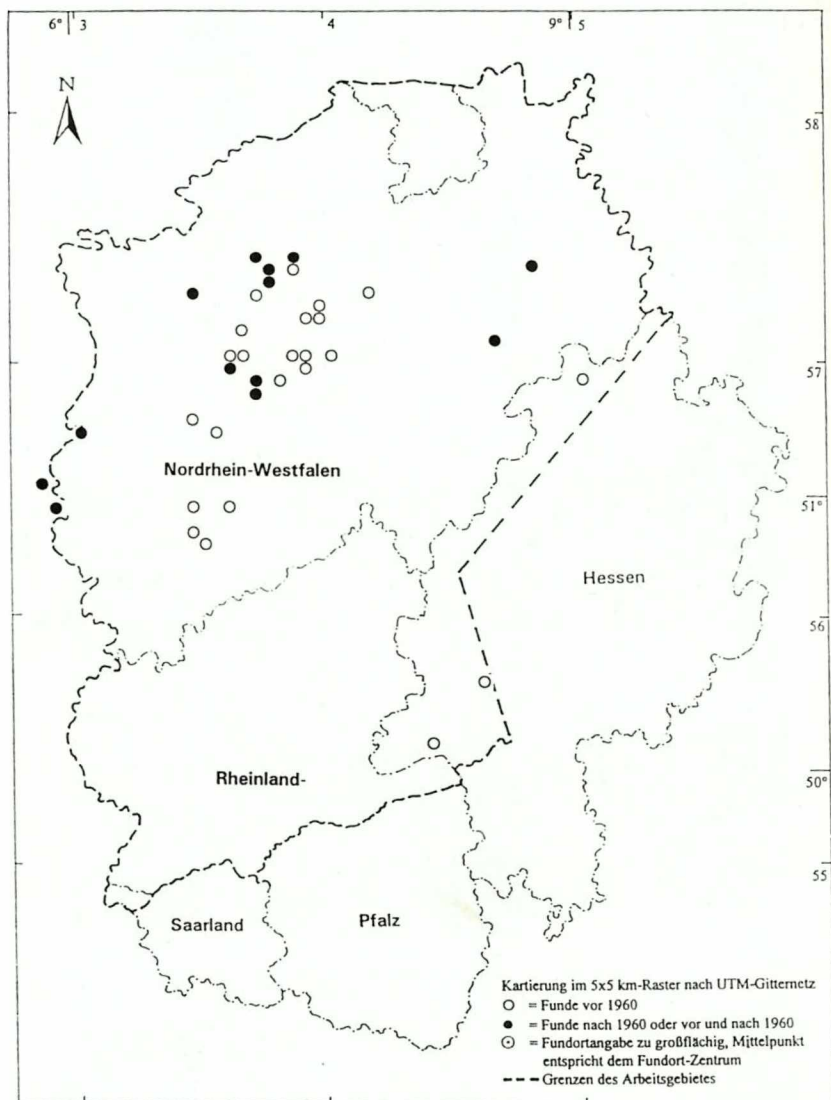 6° 3 4 9° 5
N
58
57
Nordrhein-Westfalen
51°
Hessen
56
50°
Rheinland-
55
Saarland
Pfalz
Kartierung im 5x5 km-Raster nach UTM-Gitternetz
= Funde vor 1960
= Funde nach 1960 oder vor und nach 1960
= Fundortangabe zu großflächig, Mittelpunkt
entspricht dem Fundort-Zentrum
= Grenzen des Arbeitsgebietes